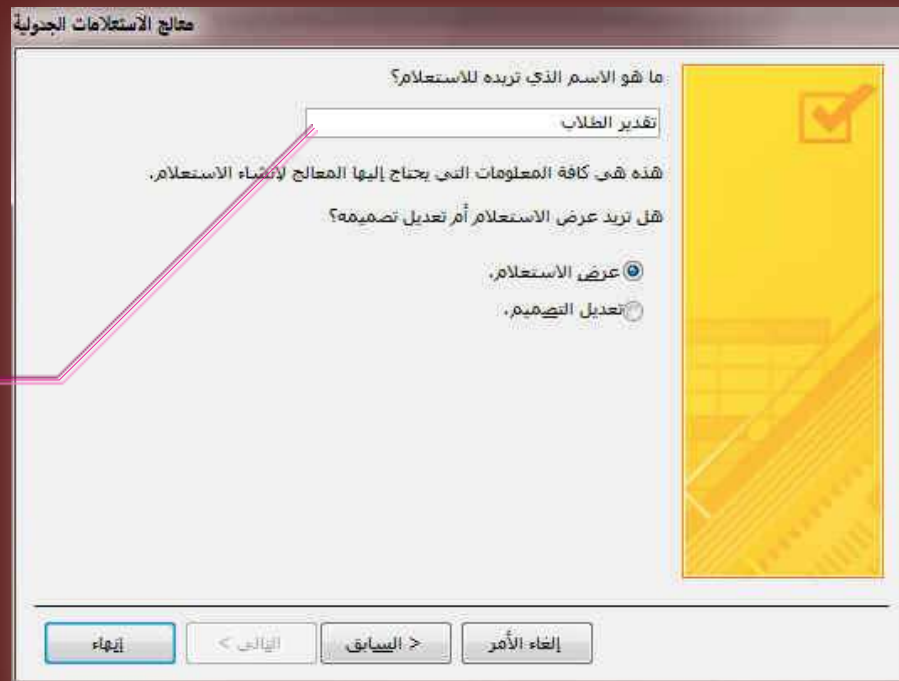 معالج الاستعلامات الجدولية
ما هو الاسم الذي تريده للاستعلام؟
تقدير الطلاب
هذه هي كافة المعلومات التي يحتاج إليها المعالج لإنشاء الاستعلام.
هل تريد عرض الاستعلام أم تعديل تصميمه؟
عرض الاستعلام.
تعديل التصميم.
إلغاء الأمر
< السابق
التالي >
إنهاء